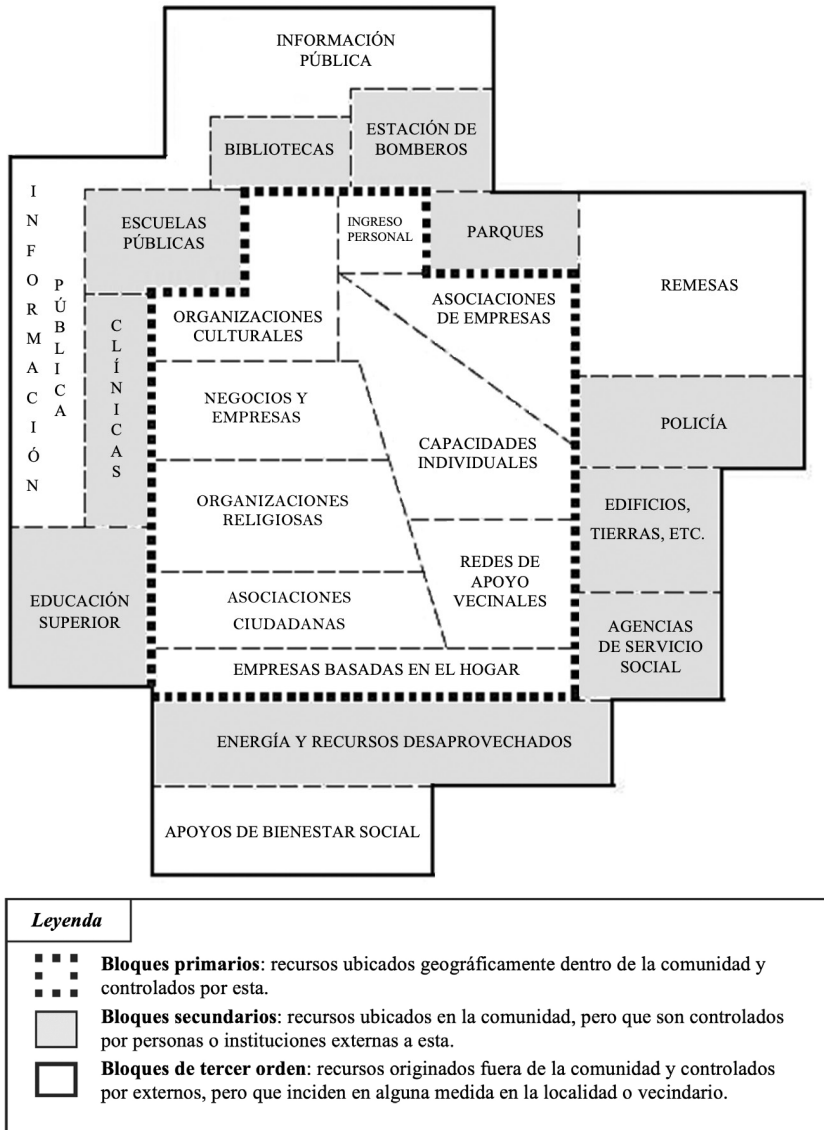 INFORMACIÓN
PÚBLICA
ESTACIÓN DE
BOMBEROS
BIBLIOTECAS
INFORMACIÓN
PÚBLICA
ESCUELAS
PÚBLICAS
INGRESO
PERSONAL
PARQUES
REMESAS
ORGANIZACIONES
CULTURALES
ASOCIACIONES
DE EMPRESAS
CLÍNICAS
NEGOCIOS Y
EMPRESAS
CAPACIDADES
INDIVIDUALES
POLICÍA
ORGANIZACIONES
RELIGIOSAS
EDIFICIOS,
TIERRAS, ETC.
REDES DE
APOYO
VECINALES
EDUCACIÓN
SUPERIOR
ASOCIACIONES
CIUDADANAS
AGENCIAS
DE SERVICIO
SOCIAL
EMPRESAS BASADAS EN EL HOGAR
ENERGÍA Y RECURSOS DESAPROVECHADOS
APOYOS DE BIENESTAR SOCIAL
Leyenda
Bloques primarios: recursos ubicados geográficamente dentro de la comunidad y
controlados por esta.
Bloques secundarios: recursos ubicados en la comunidad, pero que son controlados
por personas o instituciones externas a esta.
Bloques de tercer orden: recursos originados fuera de la comunidad y controlados
por externos, pero que inciden en alguna medida en la localidad o vecindario.